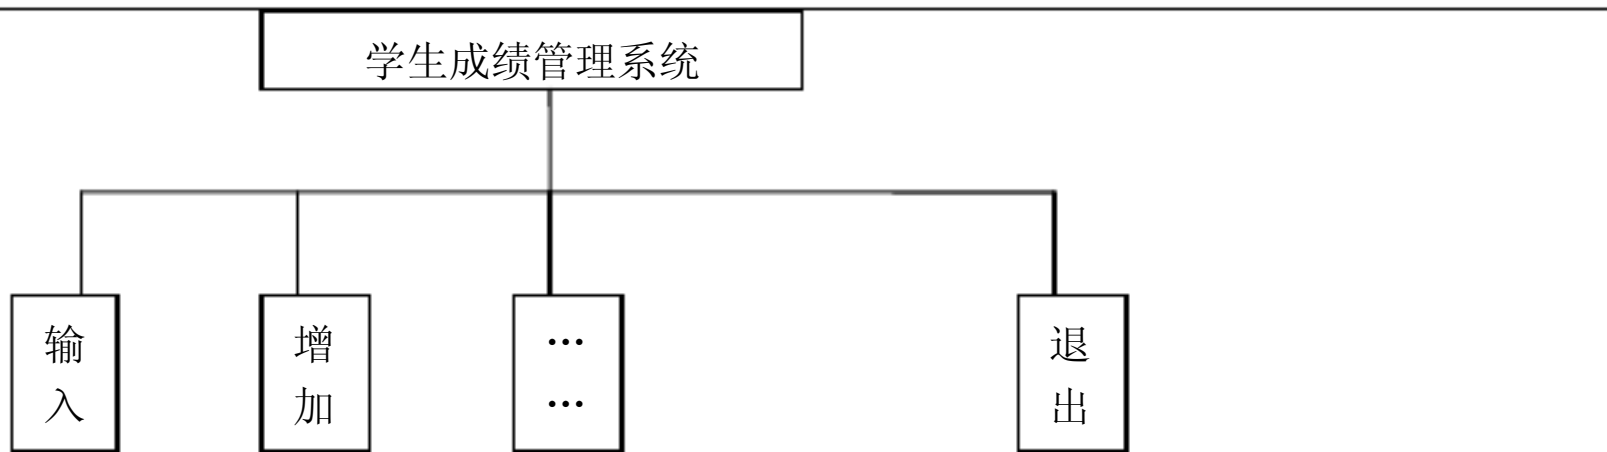 学生成绩管理系统
输
入
增
加
…
…
退
出